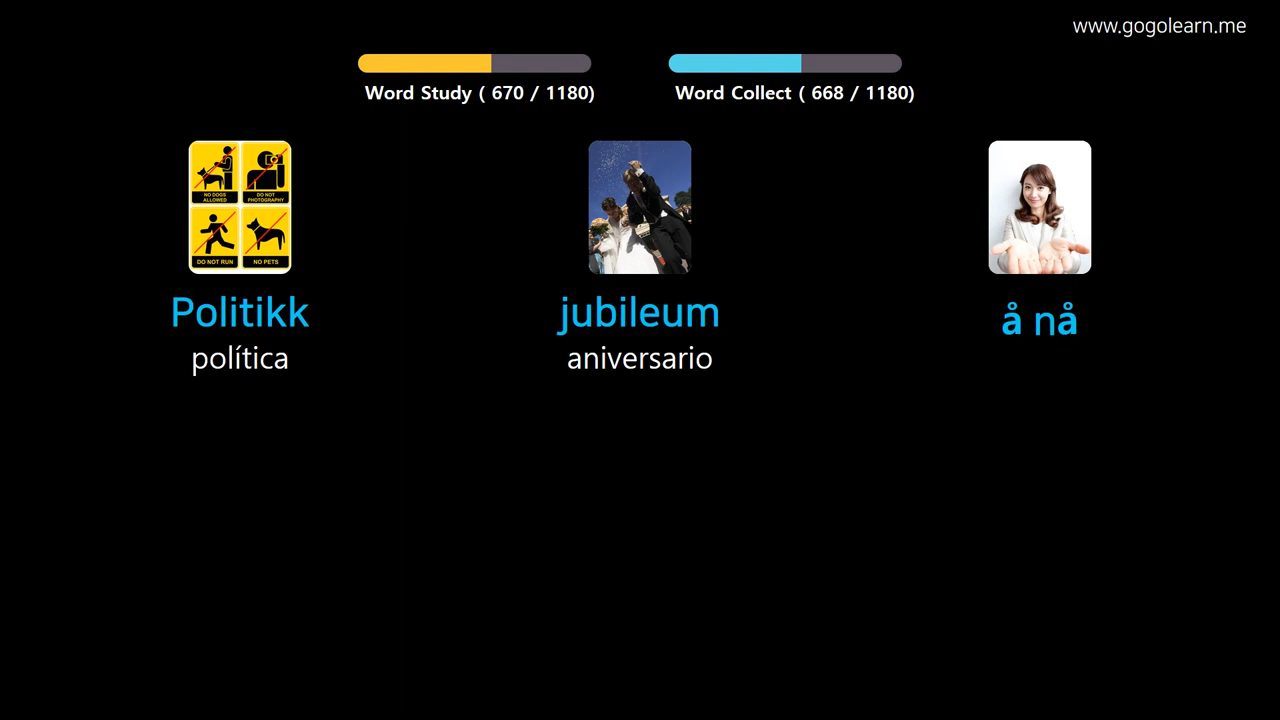 www.gogolearn.me
Word Study ( 670 / 1180)
Word Collect ( 668 / 1180)
NO DOGS
ALLOWED
DO NOT
PHOTOGRAPHY
DO NOT RUN
NO PETS
Politikk
política
jubileum
aniversario
å nå